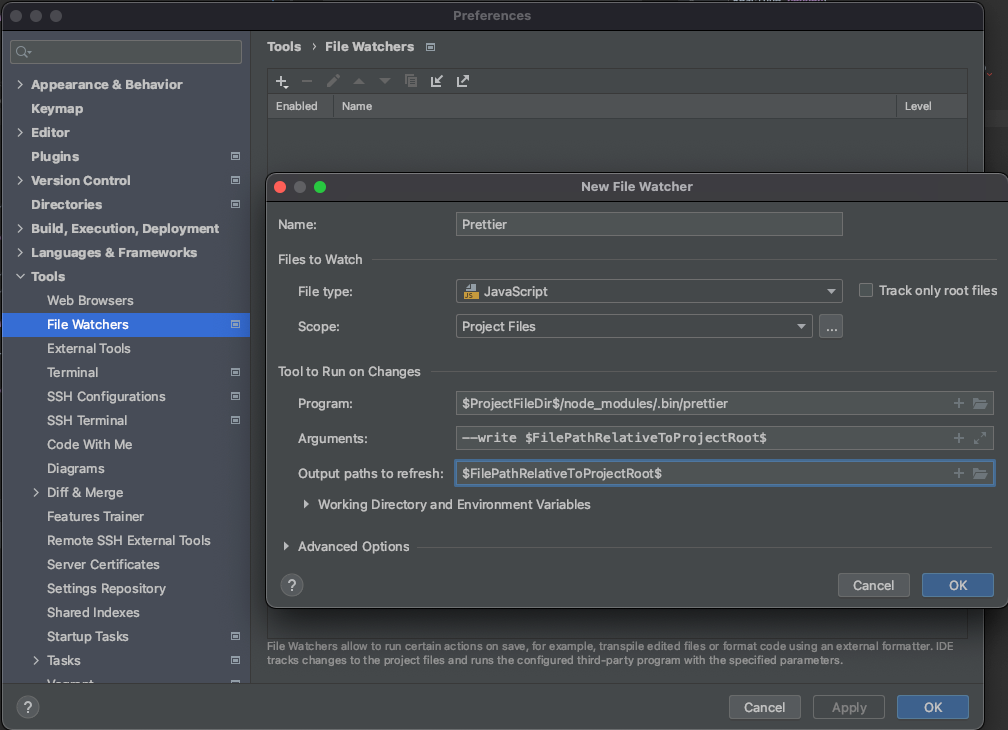 Preferences
Tools › File Watchers
Enabled Name Level
Appearance & Behavior
Keymap
Editor
Plugins
Version Control
Directories
Build, Execution, Deployment
Languages & Frameworks
Tools
Web Browsers
File Watchers
External Tools
Terminal
SSH Configurations
SSH Terminal
Code With Me
Diagrams
Diff & Merge
Features Trainer
Remote SSH External Tools
Server Certificates
Settings Repository
Shared Indexes
Startup Tasks
Tasks
New File Watcher
Name: Prettier
Files to Watch
File type: JS JavaScript Track only root files
Scope: Project Files ...
Tool to Run on Changes
Program: $ProjectFileDir$/node_modules/.bin/prettier
Arguments: --write $FilePathRelativeToProjectRoot$
Output paths to refresh: $FilePathRelativeToProjectRoot$
Working Directory and Environment Variables
Advanced Options
? Cancel OK
File Watchers allow to run certain actions on save, for example, transpile edited files or format code using an external formatter. IDE
tracks changes to the project files and runs the configured third-party program with the specified parameters.
? Cancel Apply OK